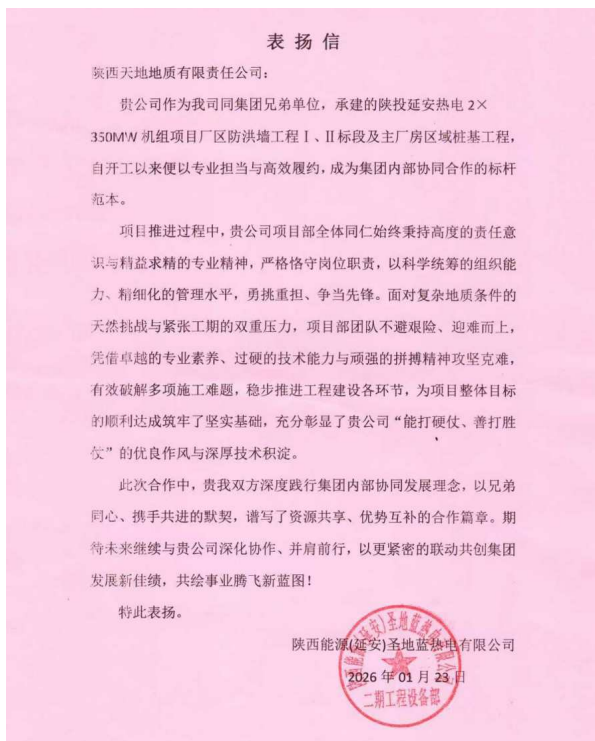 表 扬 信
陕西天地地质有限责任公司：
贵公司作为我司同集团兄弟单位，承建的陕投延安热电 2×
350MW 机组项目厂区防洪墙工程 I、II标段及主厂房区域桩基工程，
自开工以来便以专业担当与高效履约，成为集团内部协同合作的标杆
范本。
项目推进过程中，贵公司项目部全体同仁始终秉持高度的责任意
识与精益求精的专业精神，严格恪守岗位职责，以科学统筹的组织能
力、精细化的管理水平，勇挑重担、争当先锋。面对复杂地质条件的
天然挑战与紧张工期的双重压力，项目部团队不避艰险、迎难而上，
凭借卓越的专业素养、过硬的技术能力与顽强的拼搏精神攻坚克难，
有效破解多项施工难题，稳步推进工程建设各环节，为项目整体目标
的顺利达成筑牢了坚实基础，充分彰显了贵公司“能打硬仗、善打胜
仗”的优良作风与深厚技术积淀。
此次合作中，贵我双方深度践行集团内部协同发展理念，以兄弟
同心、携手共进的默契，谱写了资源共享、优势互补的合作篇章。期
待未来继续与贵公司深化协作、并肩前行，以更紧密的联动共创集团
发展新佳绩，共绘事业腾飞新蓝图！
特此表扬。
陕西能源(延安)圣地蓝热电有限公司
2026 年 01 月 23 日
陕西能源(延安)圣地蓝热电有限公司
二期工程设备部